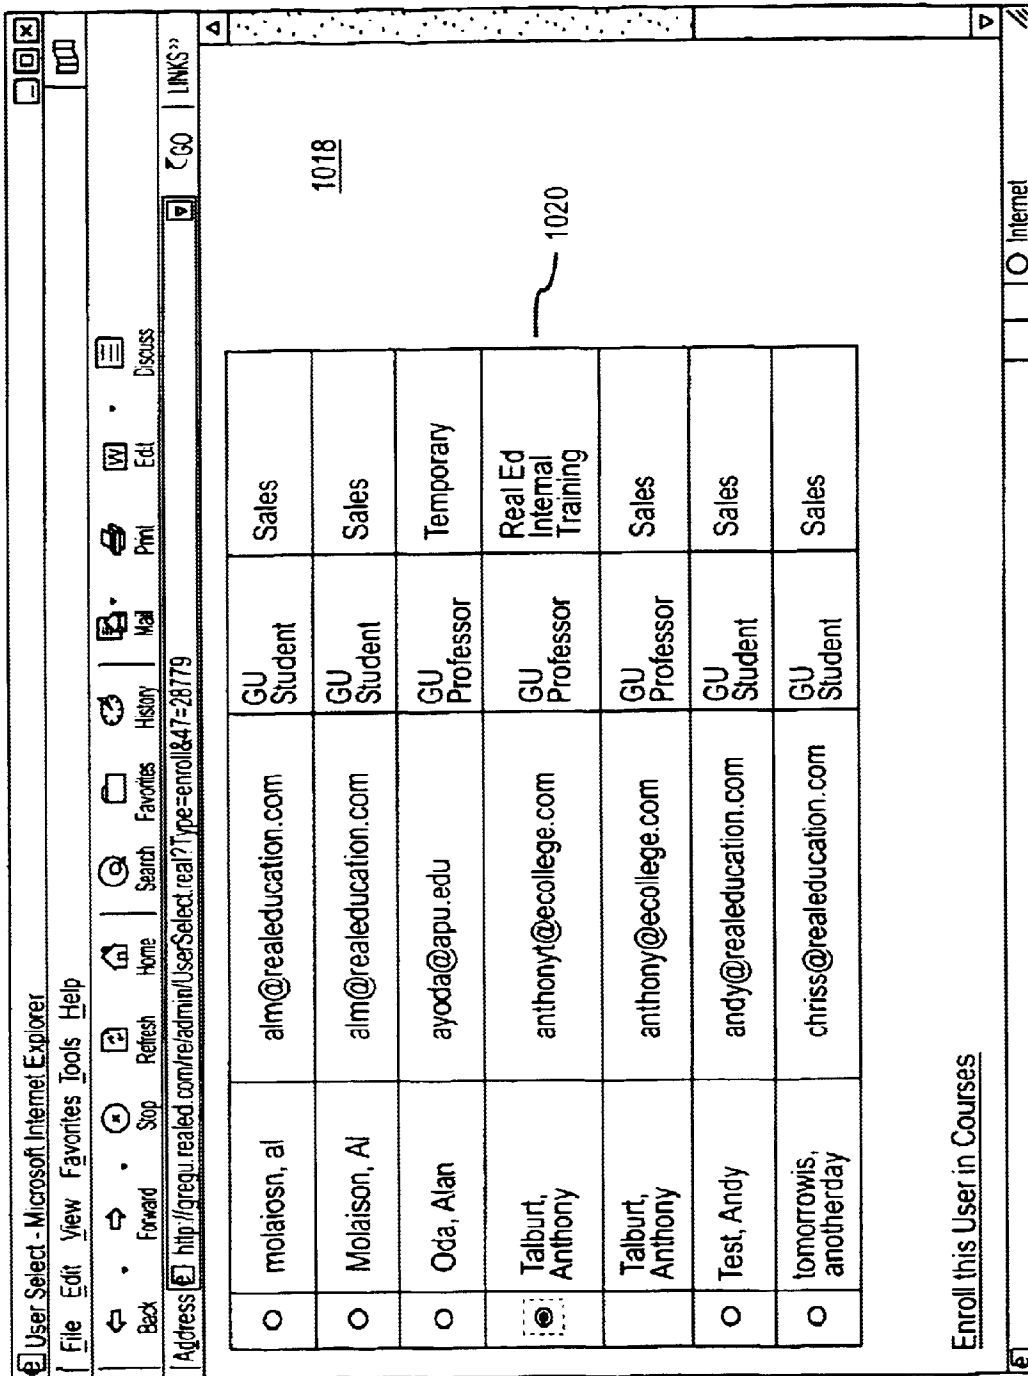 User Select - Microsoft Internet Explorer
File Edit View Favorites Tools Help
Back Forward Stop Refresh Home Search Favorites History Mail Print Edit Discuss
Address http://gregu.realed.com/re/admin/UserSelect.real?Type=enroll&47=28779 GO LINKS»
molaiosn, al alm@realeducation.com GU Student Sales
Molaison, Al alm@realeducation.com GU Student Sales
Oda, Alan ayoda@apu.edu GU Professor Temporary
Talburt, Anthony anthonyt@ecollege.com GU Professor Real Ed Internal Training
Talburt, Anthony anthony@ecollege.com GU Professor Sales
Test, Andy andy@realeducation.com GU Student Sales
tomorrowis, anotherday chriss@realeducation.com GU Student Sales
1018
1020
Enroll this User in Courses
Internet